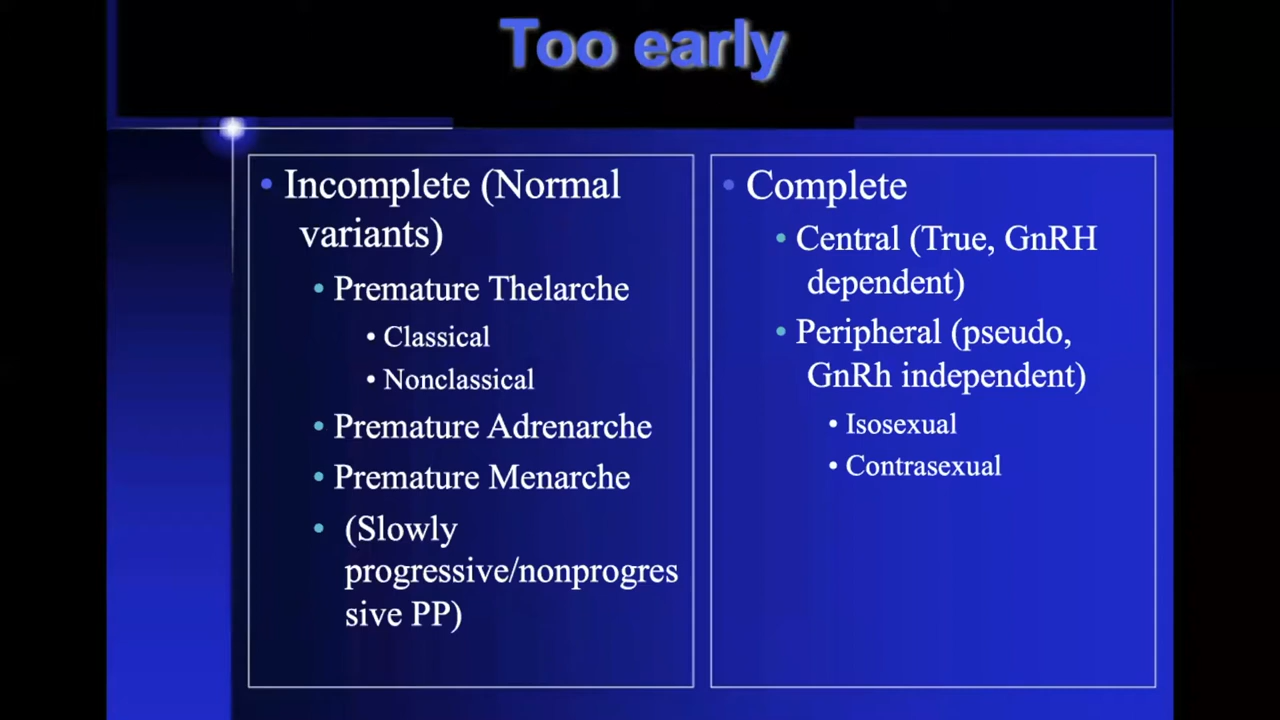 Too early
• Incomplete (Normal
variants)
• Premature Thelarche
• Classical
• Nonclassical
• Premature Adrenarche
• Premature Menarche
• (Slowly
progressive/nonprogres
sive PP)
• Complete
• Central (True, GnRH
dependent)
• Peripheral (pseudo,
GnRh independent)
• Isosexual
• Contrasexual